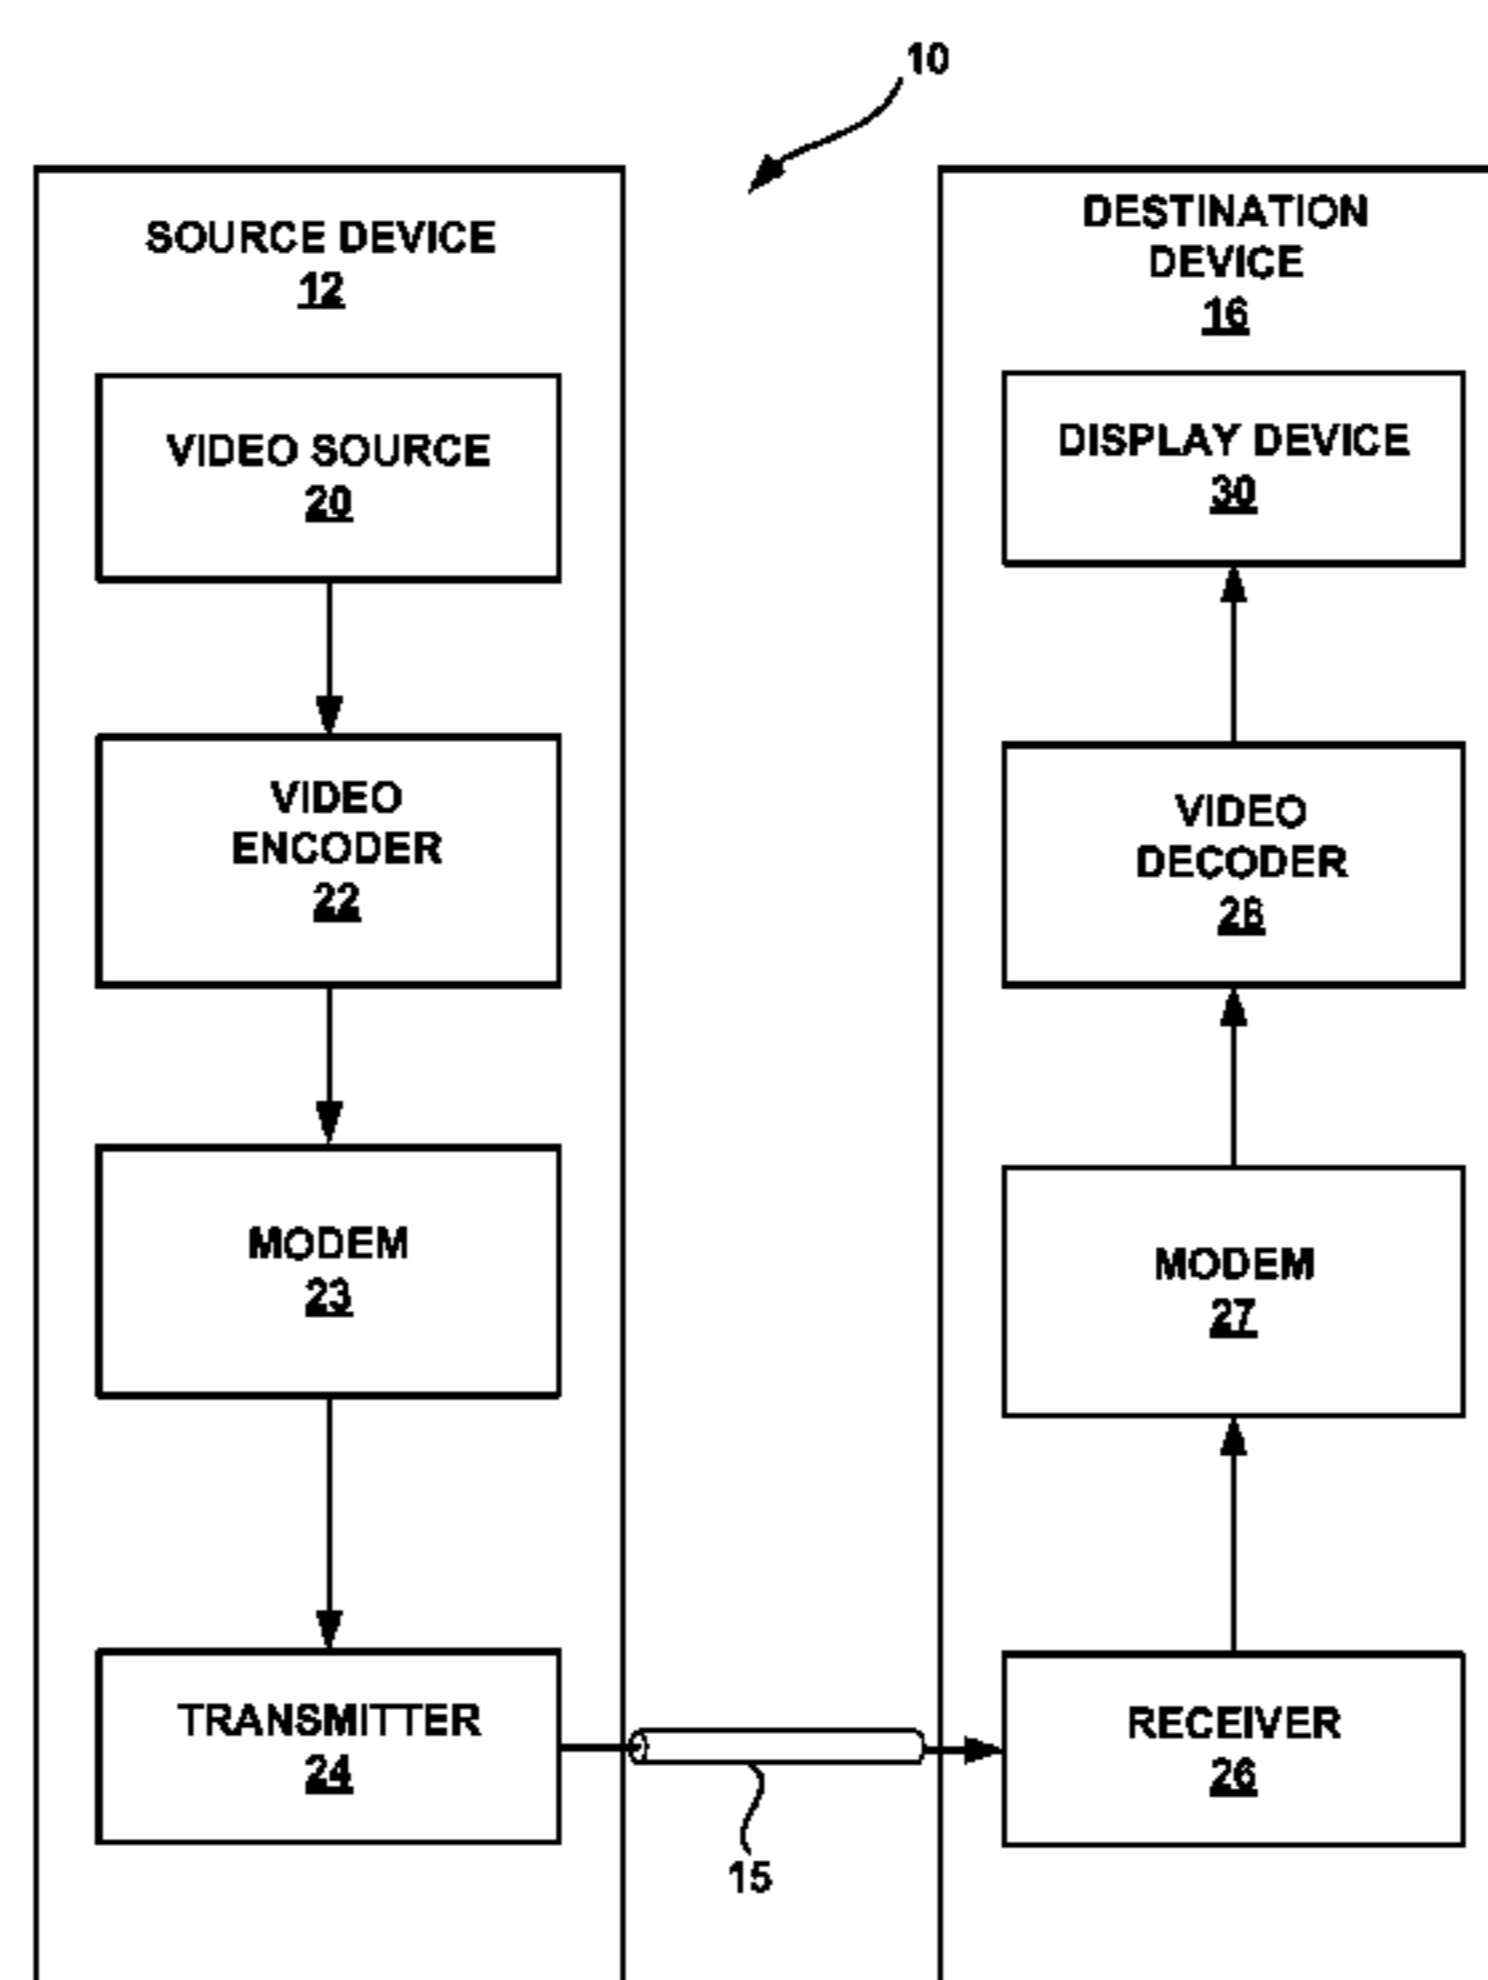 10
SOURCE DEVICE
12
VIDEO SOURCE
20
VIDEO
ENCODER
22
MODEM
23
TRANSMITTER
24
15
DESTINATION
DEVICE
16
DISPLAY DEVICE
30
VIDEO
DECODER
28
MODEM
27
RECEIVER
26